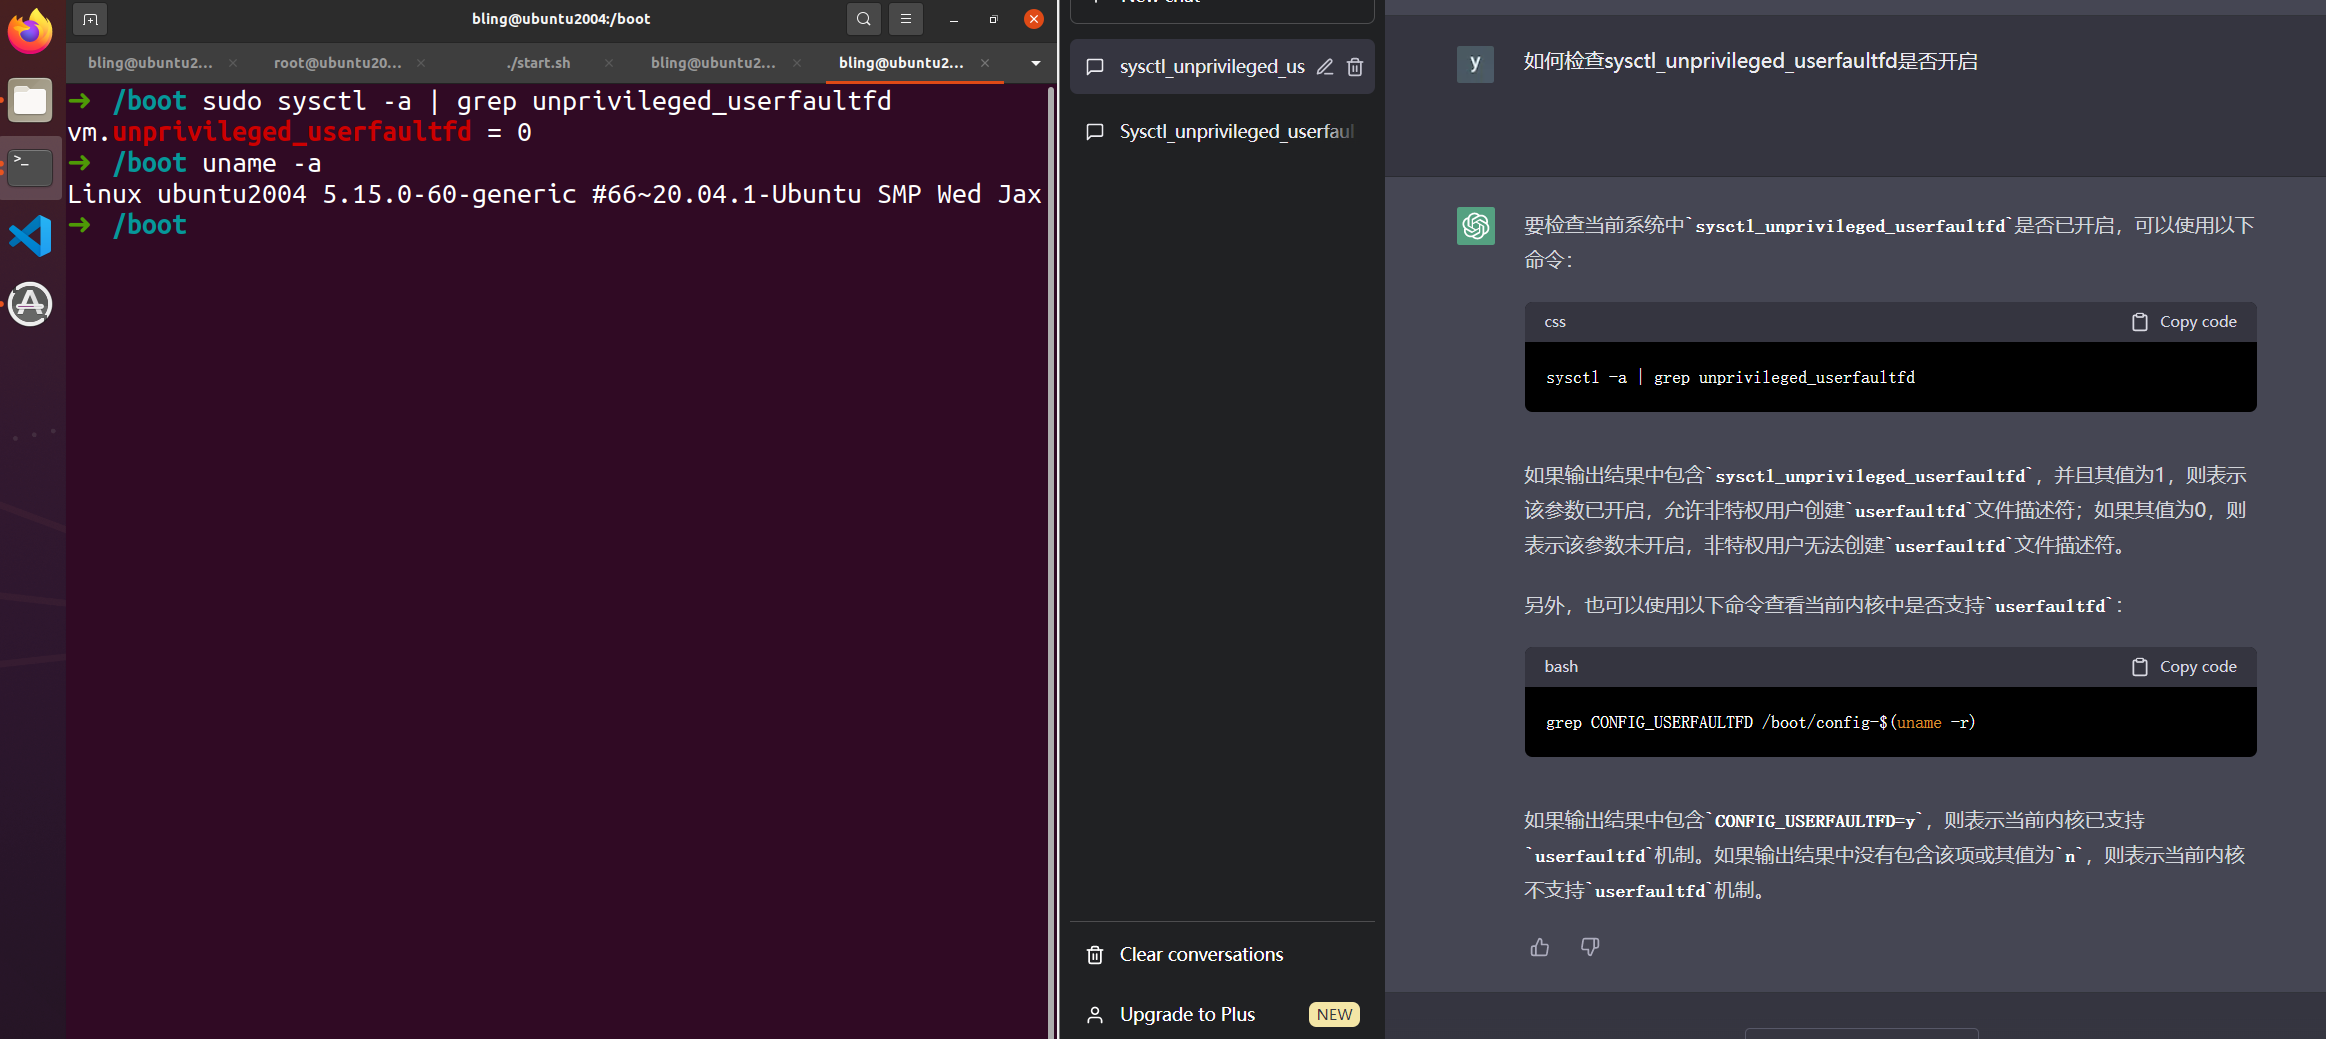 bling@ubuntu2004:/boot
bling@ubuntu2...
root@ubuntu20...
./start.sh
bling@ubuntu2...
bling@ubuntu2...
➜ /boot sudo sysctl -a | grep unprivileged_userfaultfd
vm.unprivileged_userfaultfd = 0
➜ /boot uname -a
Linux ubuntu2004 5.15.0-60-generic #66~20.04.1-Ubuntu SMP Wed Jax
➜ /boot
New chat
sysctl_unprivileged_us
Sysctl_unprivileged_userfaul
Clear conversations
Upgrade to Plus
NEW
y
如何检查sysctl_unprivileged_userfaultfd是否开启
要检查当前系统中`sysctl_unprivileged_userfaultfd`是否已开启，可以使用以下
命令：
css
Copy code
sysctl -a | grep unprivileged_userfaultfd
如果输出结果中包含`sysctl_unprivileged_userfaultfd`，并且其值为1，则表示
该参数已开启，允许非特权用户创建`userfaultfd`文件描述符；如果其值为0，则
表示该参数未开启，非特权用户无法创建`userfaultfd`文件描述符。
另外，也可以使用以下命令查看当前内核中是否支持`userfaultfd`：
bash
Copy code
grep CONFIG_USERFAULTFD /boot/config-$(uname -r)
如果输出结果中包含`CONFIG_USERFAULTFD=y`，则表示当前内核已支持
`userfaultfd`机制。如果输出结果中没有包含该项或其值为`n`，则表示当前内核
不支持`userfaultfd`机制。